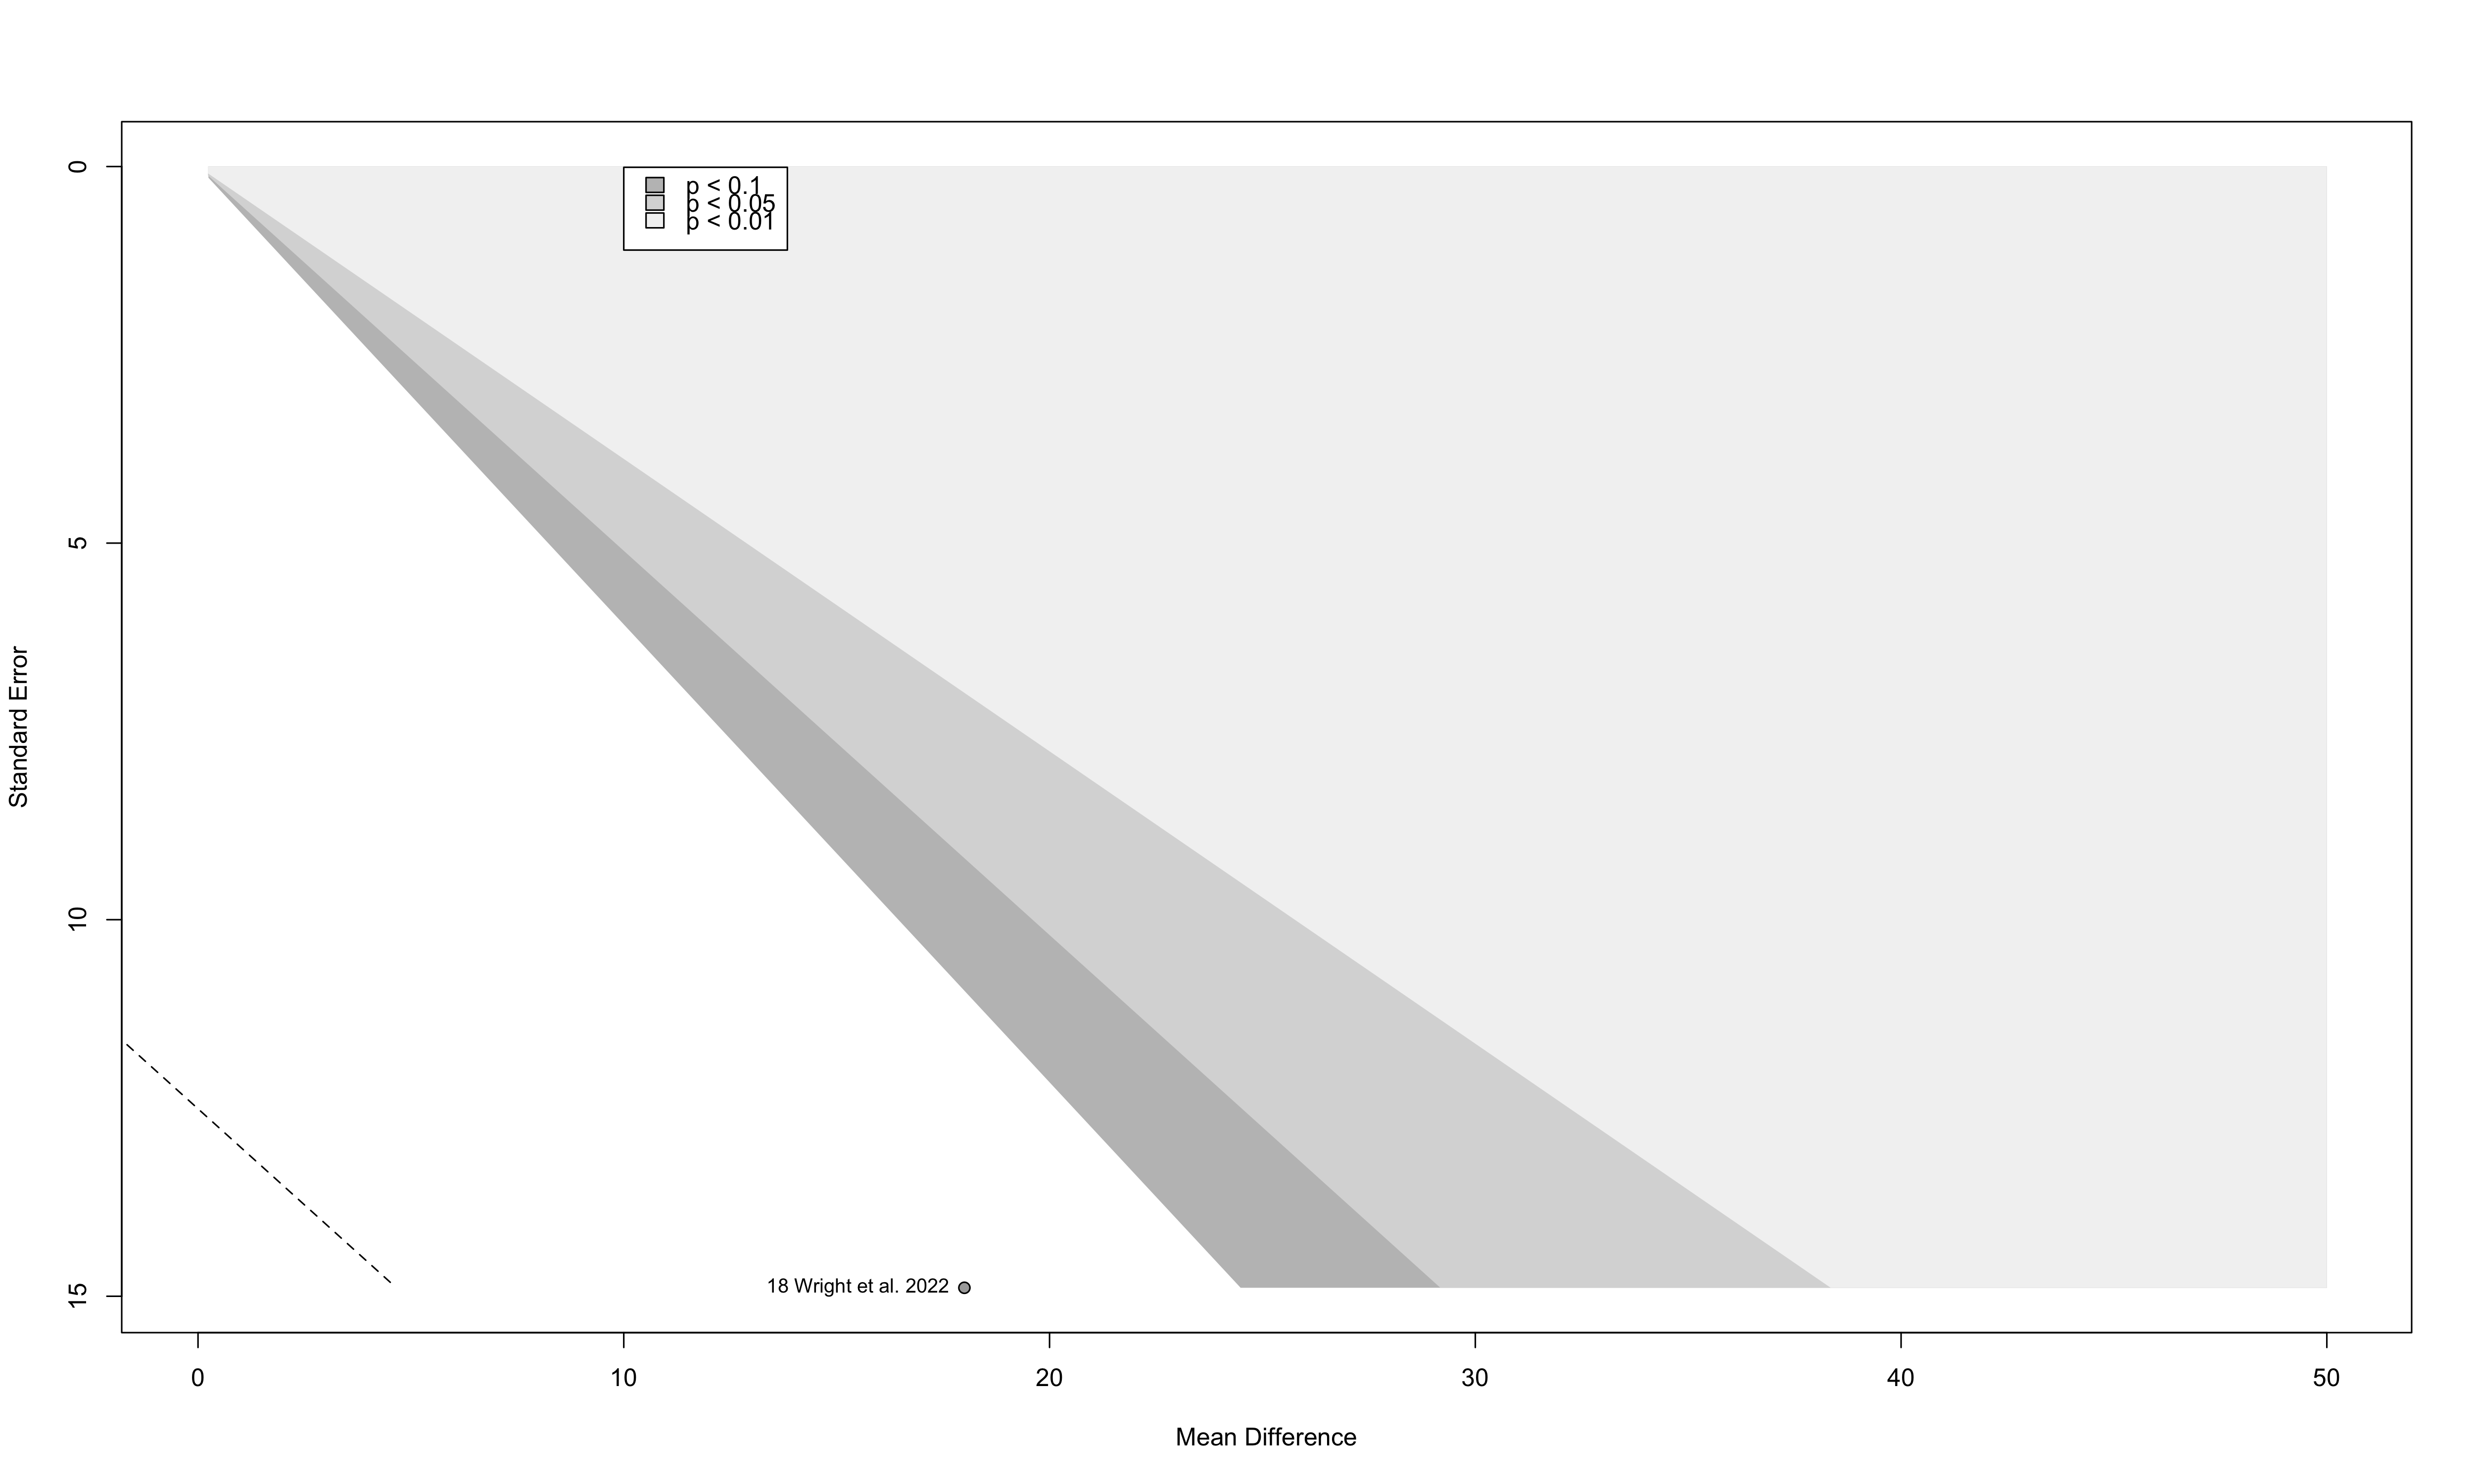 p < 0.1
p < 0.05
p < 0.01
0
5
10
15
Standard Error
18 Wright et al. 2022
0 10 20 30 40 50
Mean Difference